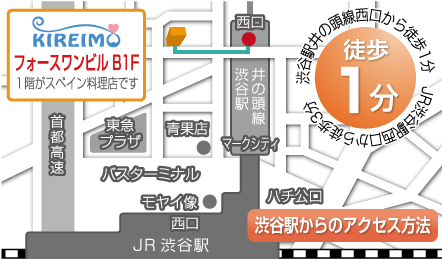 KIREIMO
フォースワンビル B1F
1階がスペイン料理店です
西口
渋谷駅井の頭線西口から徒歩1分
JR渋谷駅西口から徒歩3分
徒歩
1分
井の頭線
渋谷駅
首都高速
東急
プラザ
青果店
マークシティ
バスターミナル
モヤイ像
ハチ公口
西口
JR 渋谷駅
渋谷駅からのアクセス方法